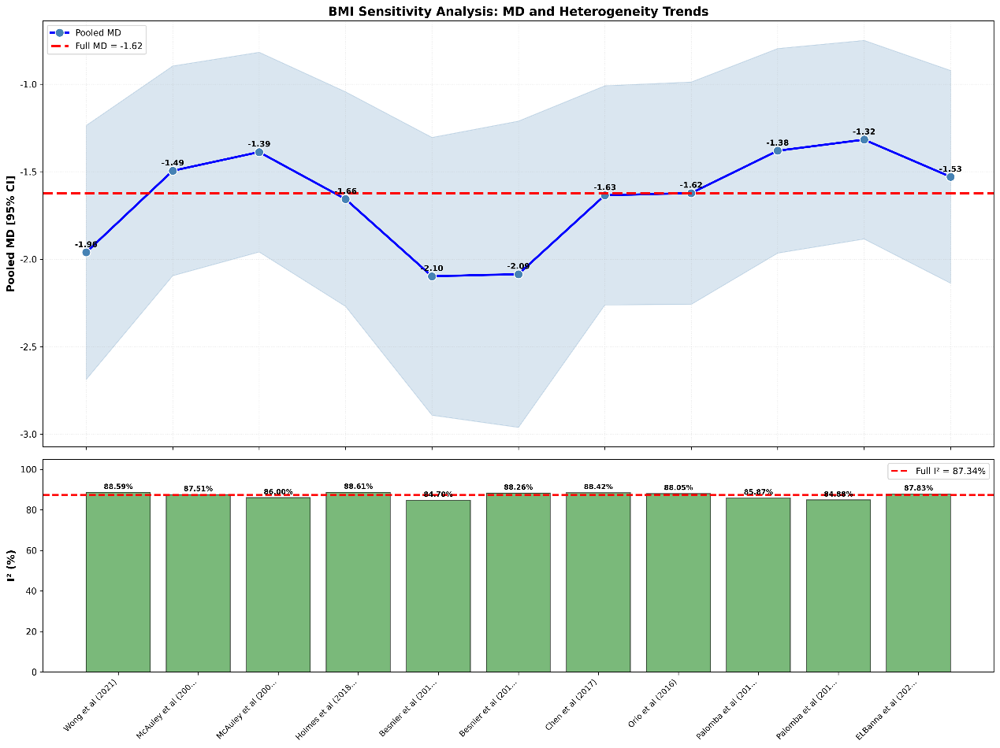 BMI Sensitivity Analysis: MD and Heterogeneity Trends
Pooled MD
Full MD = -1.62
Pooled MD [95% CI]
-1.0
-1.5
-2.0
-2.5
-3.0
-1.96
-1.49
-1.39
-1.66
-2.10
-2.09
-1.63
-1.62
-1.38
-1.32
-1.53
Full I² = 87.34%
I² (%)
100
80
60
40
20
0
88.59%
87.51%
86.00%
88.61%
84.70%
88.26%
88.42%
88.05%
85.87%
84.88%
87.83%
Wong et al (2021)
McAuley et al (200...
McAuley et al (200...
Holmes et al (2018...
Besnier et al (201...
Besnier et al (201...
Chen et al (2017)
Orio et al (2016)
Palomba et al (201...
Palomba et al (201...
ELBanna et al (202...